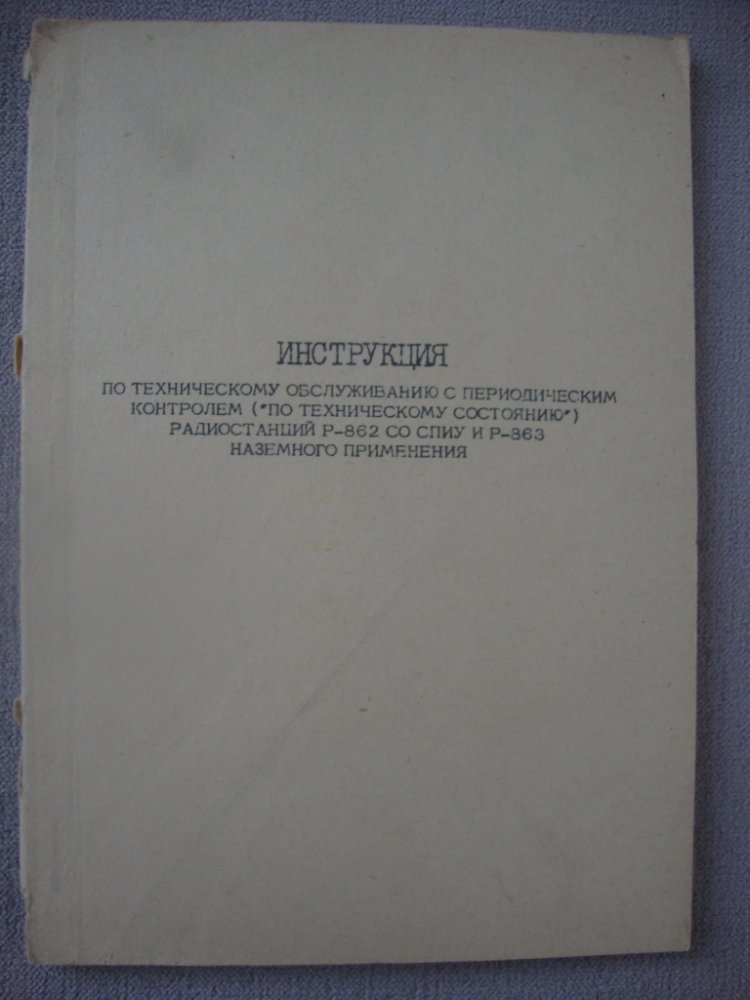 ИНСТРУКЦИЯ
ПО ТЕХНИЧЕСКОМУ ОБСЛУЖИВАНИЮ С ПЕРИОДИЧЕСКИМ
КОНТРОЛЕМ ("ПО ТЕХНИЧЕСКОМУ СОСТОЯНИЮ")
РАДИОСТАНЦИЙ Р-862 СО СПИУ И Р-863
НАЗЕМНОГО ПРИМЕНЕНИЯ